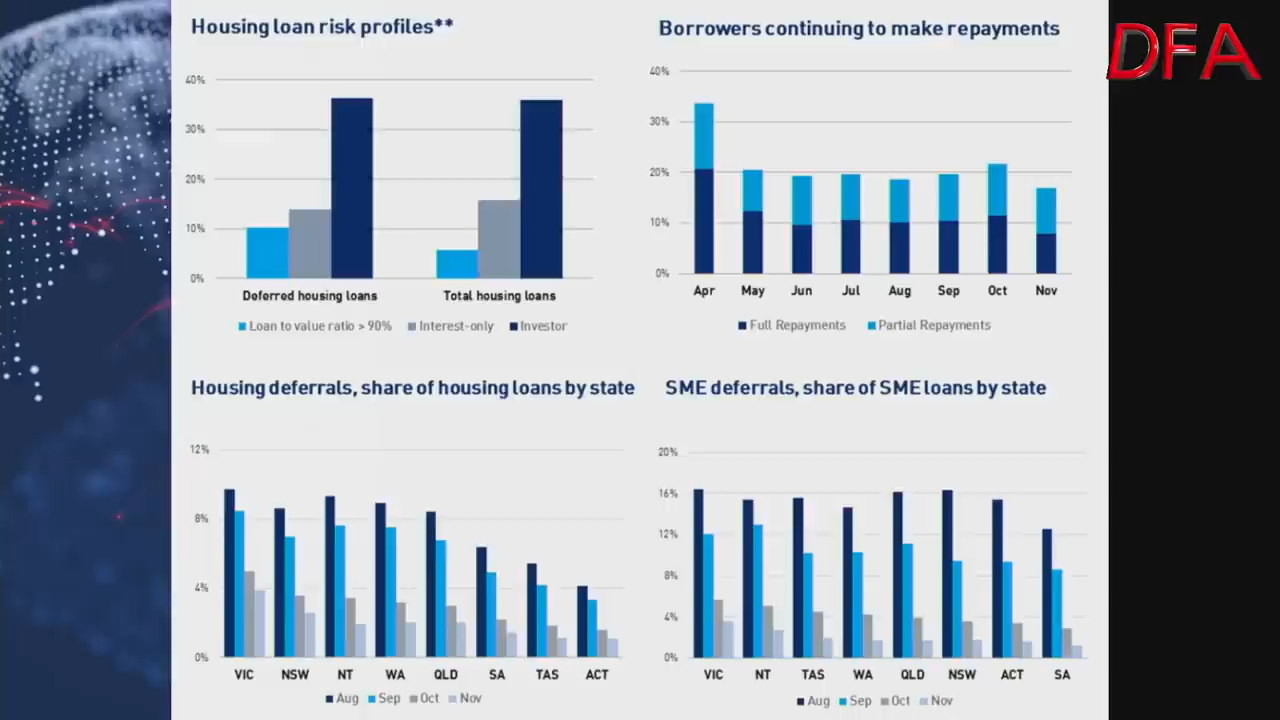 DFA
Housing loan risk profiles**
40%
30%
20%
10%
0%
Deferred housing loans Total housing loans
Loan to value ratio > 90% Interest-only Investor
Borrowers continuing to make repayments
40%
30%
20%
10%
0%
Apr May Jun Jul Aug Sep Oct Nov
Full Repayments Partial Repayments
Housing deferrals, share of housing loans by state
12%
8%
4%
0%
VIC NSW NT WA QLD SA TAS ACT
Aug Sep Oct Nov
SME deferrals, share of SME loans by state
20%
16%
12%
8%
4%
0%
VIC NT TAS WA QLD NSW ACT SA
Aug Sep Oct Nov